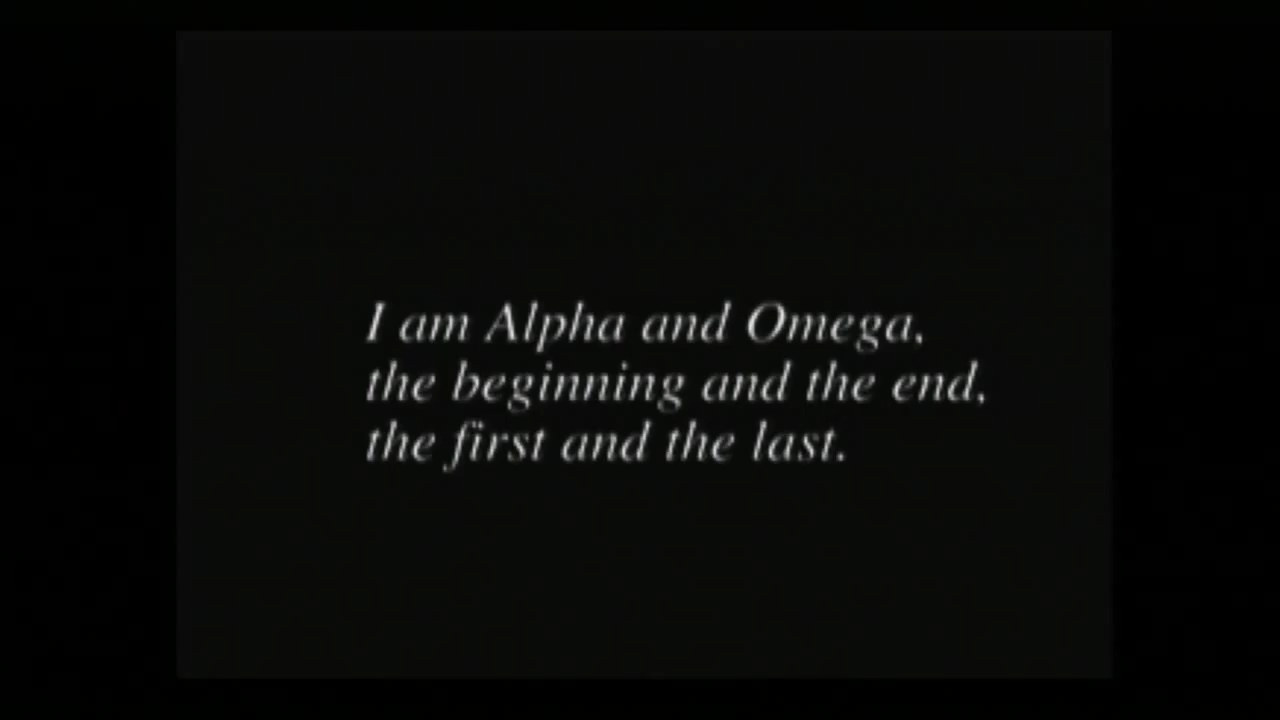 I am Alpha and Omega,
the beginning and the end,
the first and the last.